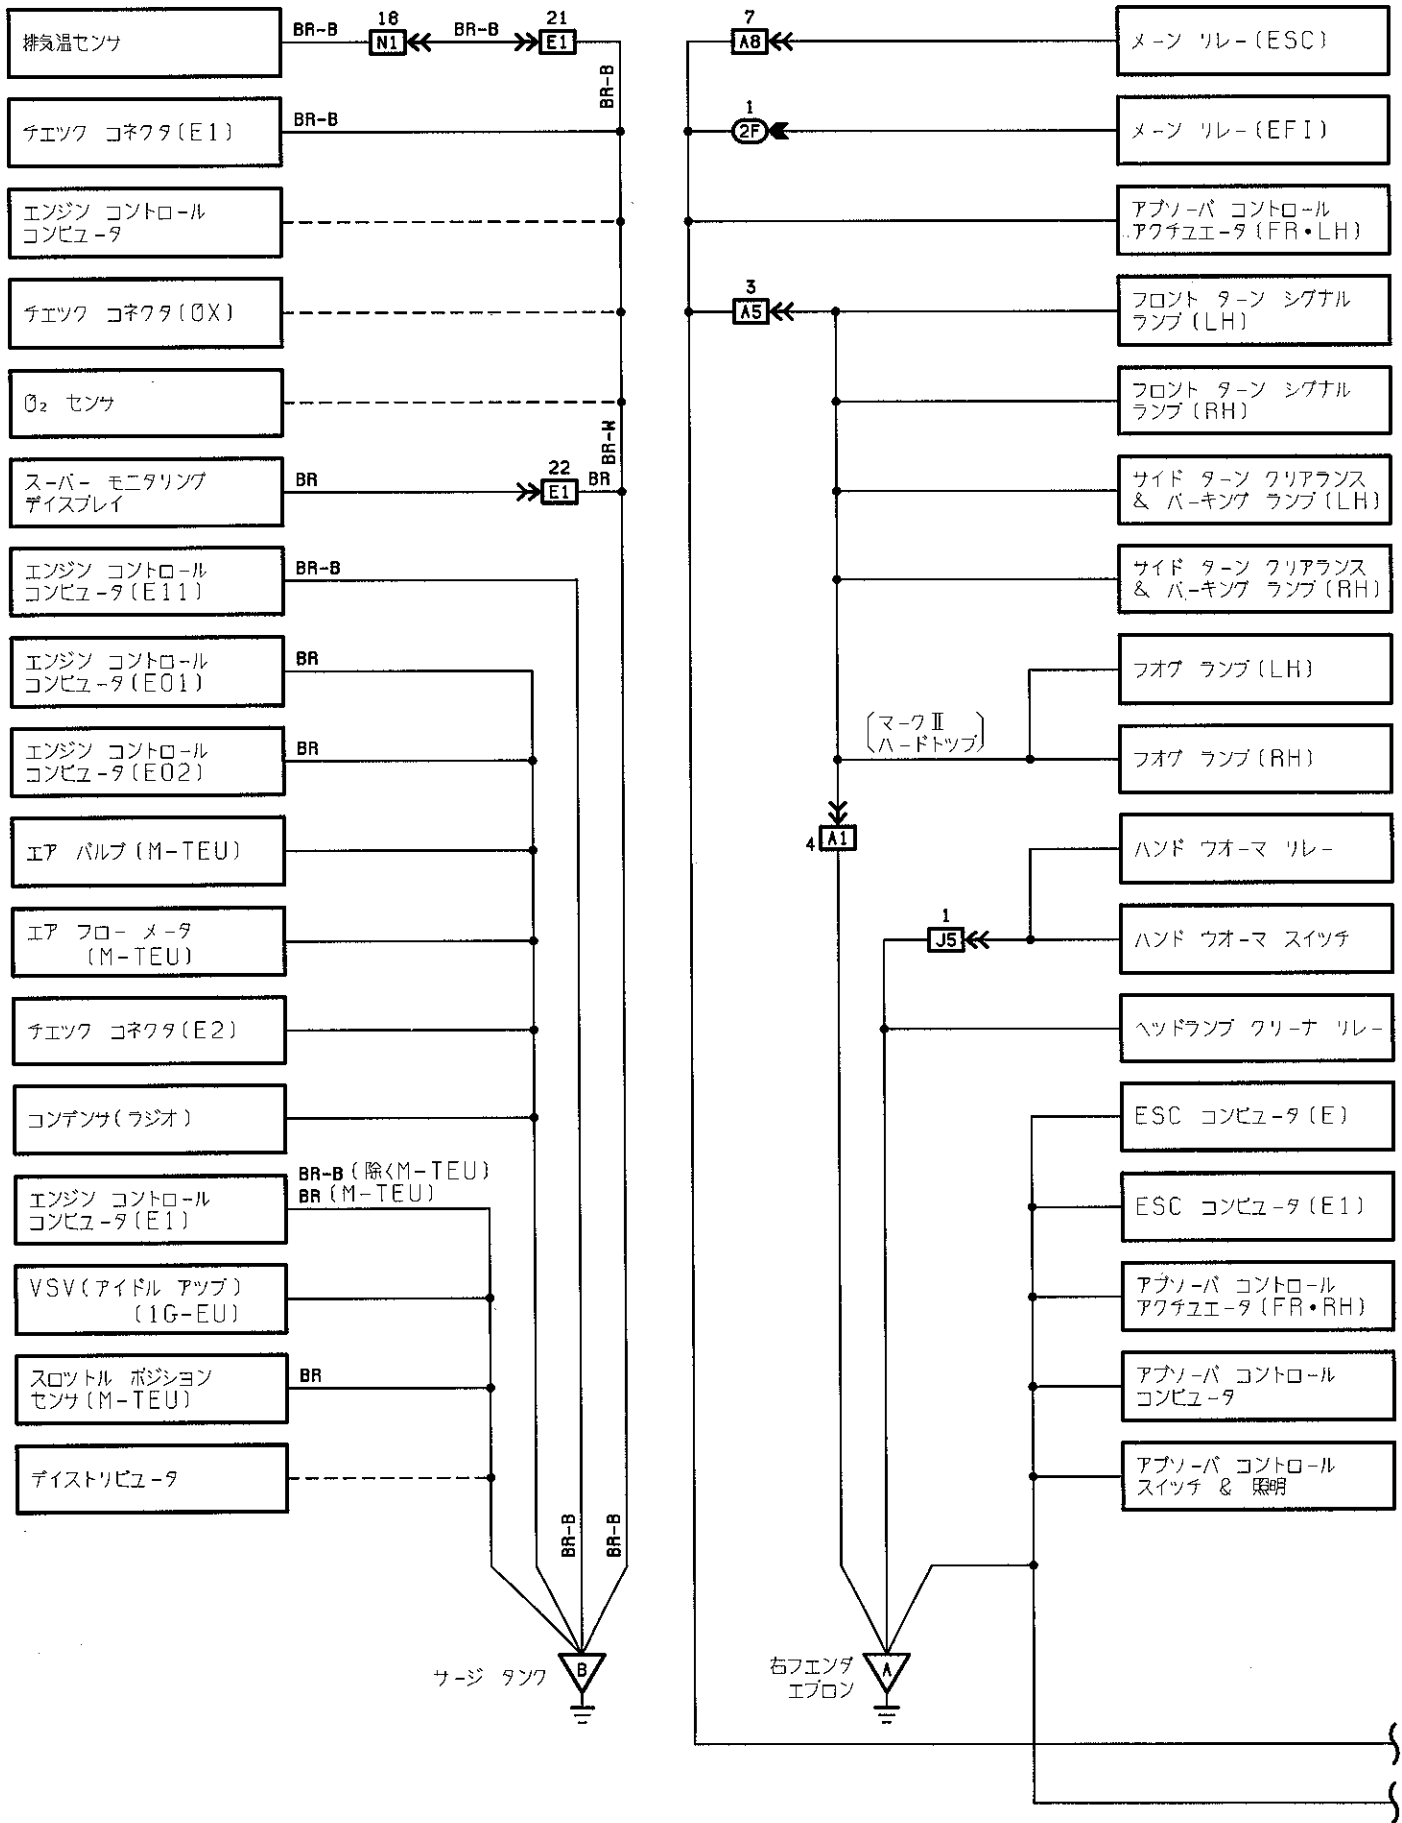 排気温センサ
BR-B
18
N1
BR-B
21
E1
BR-B
チエツク コネクタ(E1)
BR-B
エンジン コントロール
コンピュータ
チエツク コネクタ(OX)
O₂ センサ
BR-W
スーパー モニタリング
デイスプレイ
BR
22
E1
BR
エンジン コントロール
コンピュータ(E11)
BR-B
エンジン コントロール
コンピュータ(E01)
BR
エンジン コントロール
コンピュータ(E02)
BR
エア バルブ(M-TEU)
エア フロー メータ
(M-TEU)
チエツク コネクタ(E2)
コンデンサ(ラジオ)
エンジン コントロール
コンピュータ(E1)
BR-B(除くM-TEU)
BR(M-TEU)
VSV(アイドル アツプ)
(1G-EU)
スロツトル ポジション
センサ(M-TEU)
BR
デイストリビュータ
BR-B
BR-B
サージ タンク
B
7
A8
メーン リレー(ESC)
1
2F
メーン リレー(EFI)
アブソーバ コントロール
アクチュエータ(FR•LH)
3
A5
フロント ターン シグナル
ランプ(LH)
フロント ターン シグナル
ランプ(RH)
サイド ターン クリアランス
& パーキング ランプ(LH)
サイド ターン クリアランス
& パーキング ランプ(RH)
フオグ ランプ(LH)
(マークⅡ
ハードトップ)
フオグ ランプ(RH)
4
A1
ハンド ウオーマ リレー
1
J5
ハンド ウオーマ スイツチ
ヘツドランプ クリーナ リレー
ESC コンピュータ(E)
ESC コンピュータ(E1)
アブソーバ コントロール
アクチュエータ(FR•RH)
アブソーバ コントロール
コンピュータ
アブソーバ コントロール
スイツチ & 照明
右フエンダ
エプロン
A